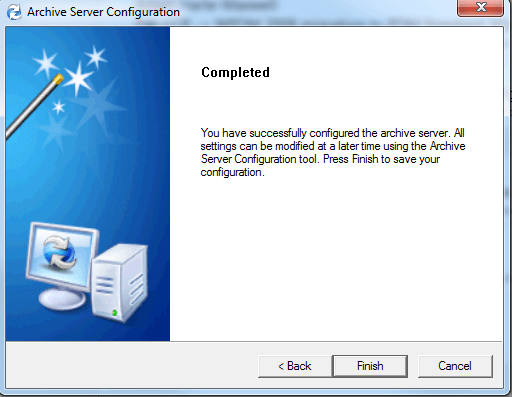 Archive Server Configuration
Completed
You have successfully configured the archive server. All
settings can be modified at a later time using the Archive
Server Configuration tool. Press Finish to save your
configuration.
< Back
Finish
Cancel